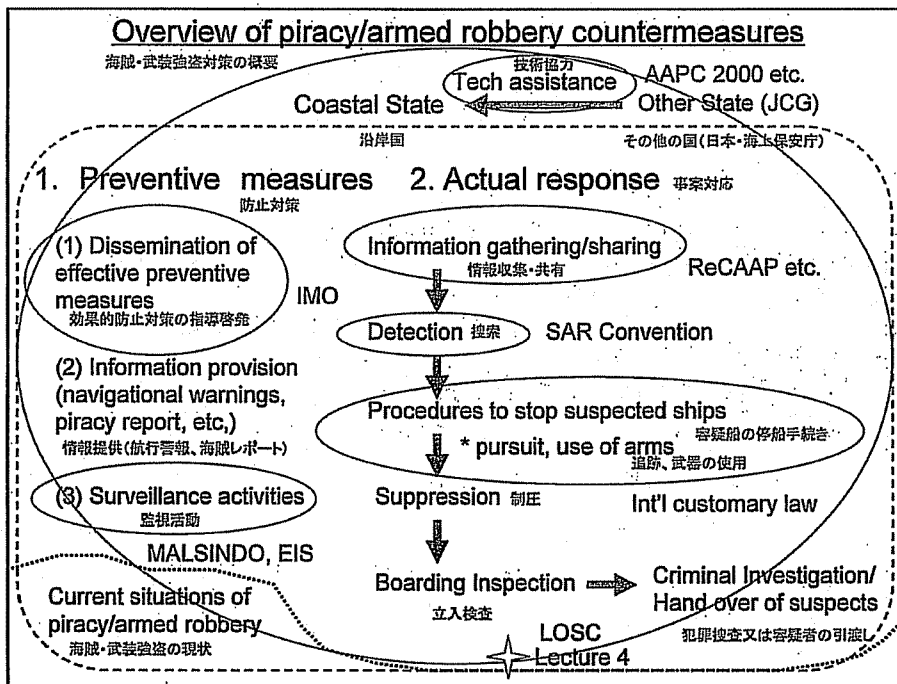 Overview of piracy/armed robbery countermeasures
海賊・武装強盗対策の概要
技術協力
Tech assistance
AAPC 2000 etc.
Coastal State
Other State (JCG)
沿岸国
その他の国(日本・海上保安庁)
1. Preventive measures
防止対策
2. Actual response 事案対応
(1) Dissemination of
effective preventive
measures
効果的防止対策の指導啓発
IMO
(2) Information provision
(navigational warnings,
piracy report, etc,)
情報提供(航行警報、海賊レポート)
(3) Surveillance activities
監視活動
MALSINDO, EIS
Current situations of
piracy/armed robbery
海賊・武装強盗の現状
Information gathering/sharing
情報収集・共有
ReCAAP etc.
Detection 捜索
SAR Convention
Procedures to stop suspected ships
容疑船の停船手続き
* pursuit, use of arms
追跡、武器の使用
Suppression 制圧
Int'l customary law
Boarding Inspection
立入検査
Criminal Investigation/
Hand over of suspects
犯罪捜査又は容疑者の引渡し
LOSC
Lecture 4